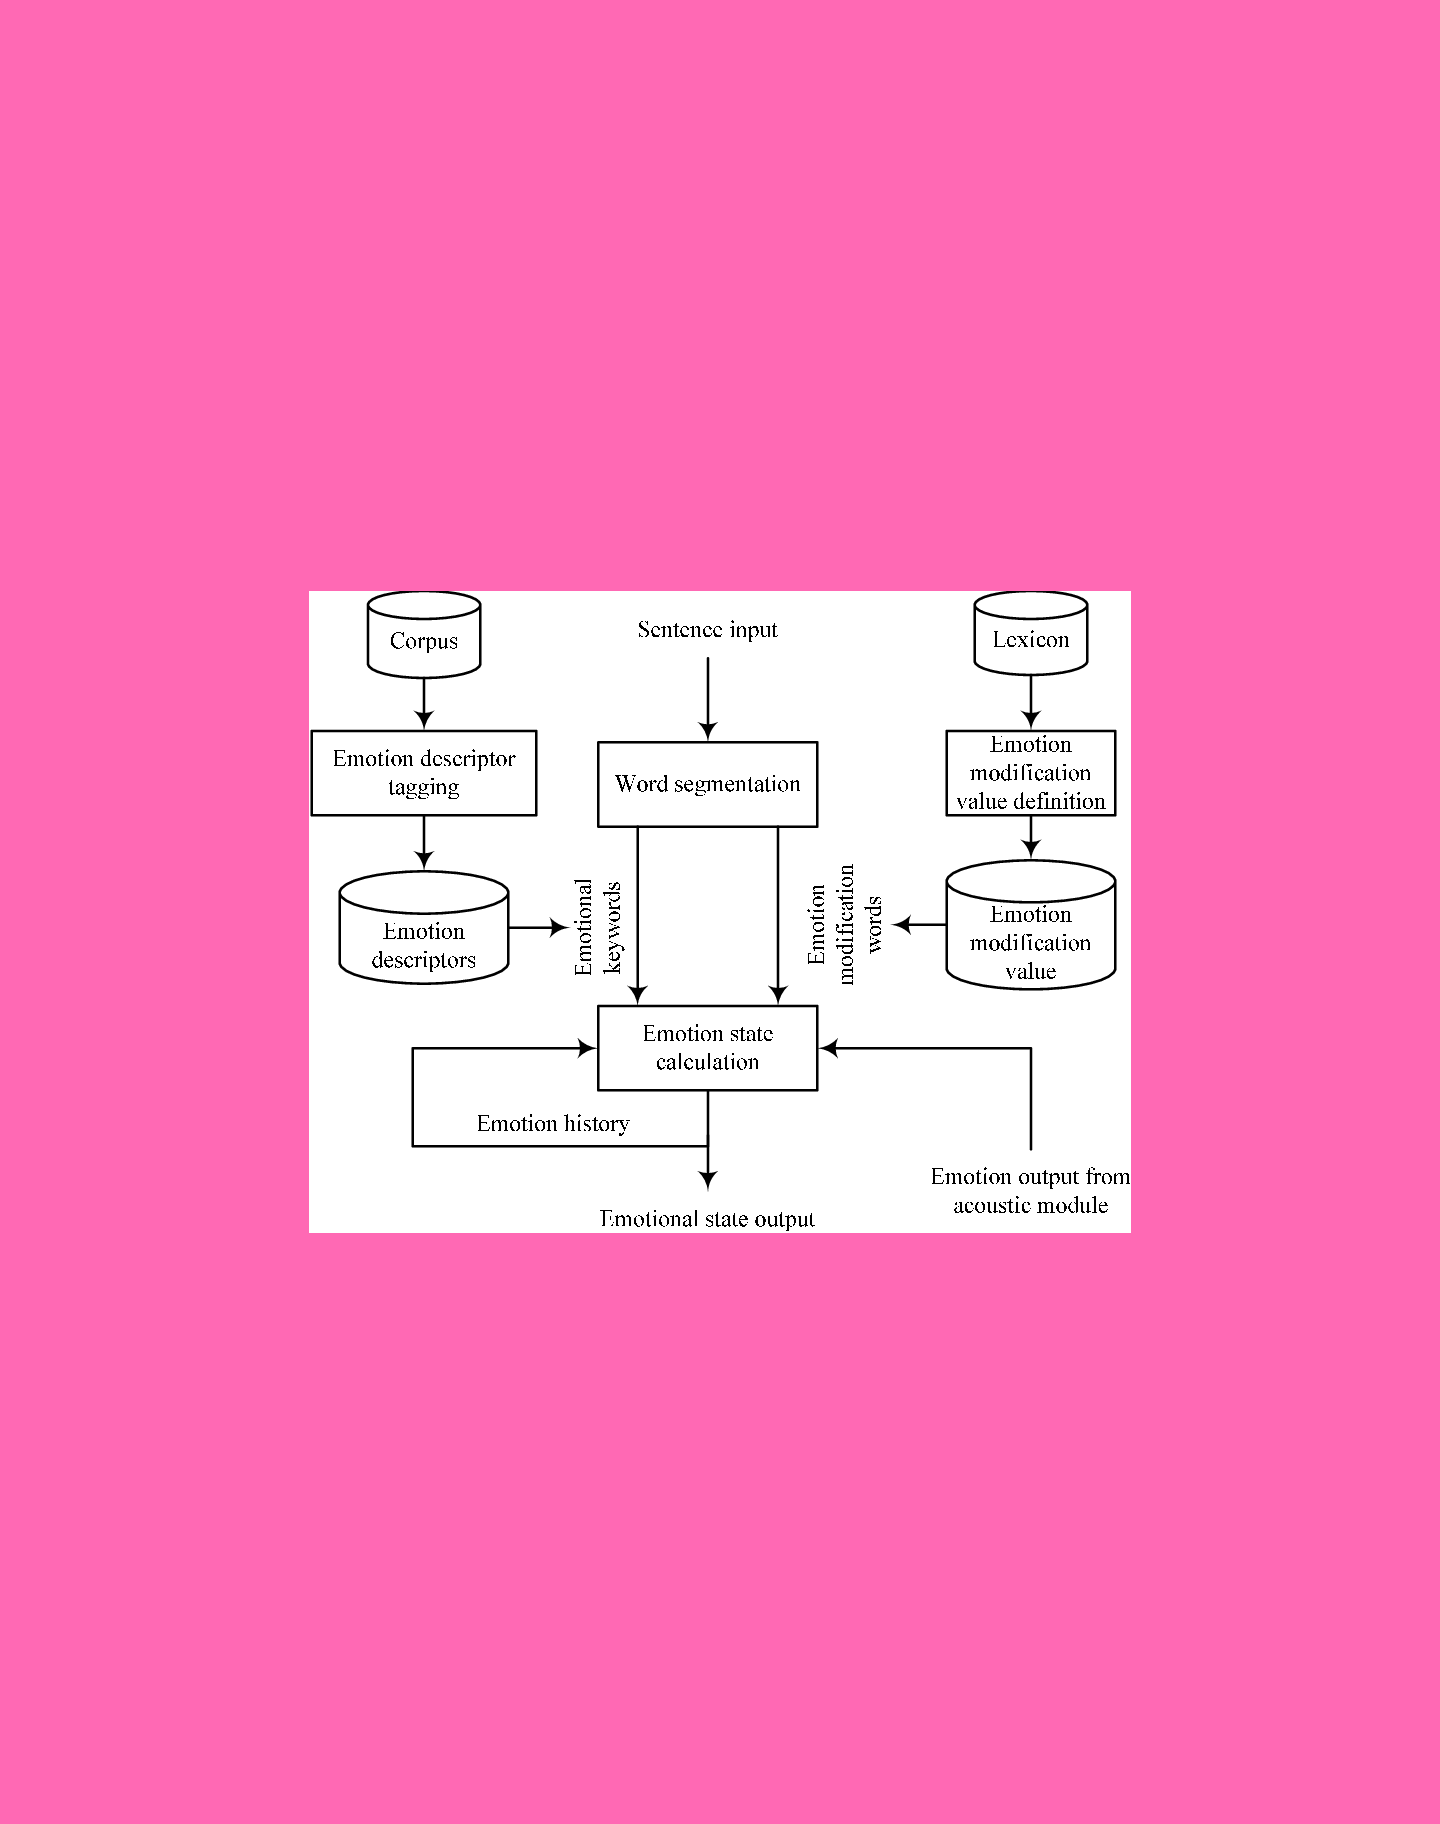 Corpus
Sentence input
Lexicon
Emotion descriptor
tagging
Word segmentation
Emotion
modification
value definition
Emotion
descriptors
Emotional
keywords
Emotion
modification
words
Emotion
modification
value
Emotion state
calculation
Emotion history
Emotion output from
acoustic module
Emotional state output